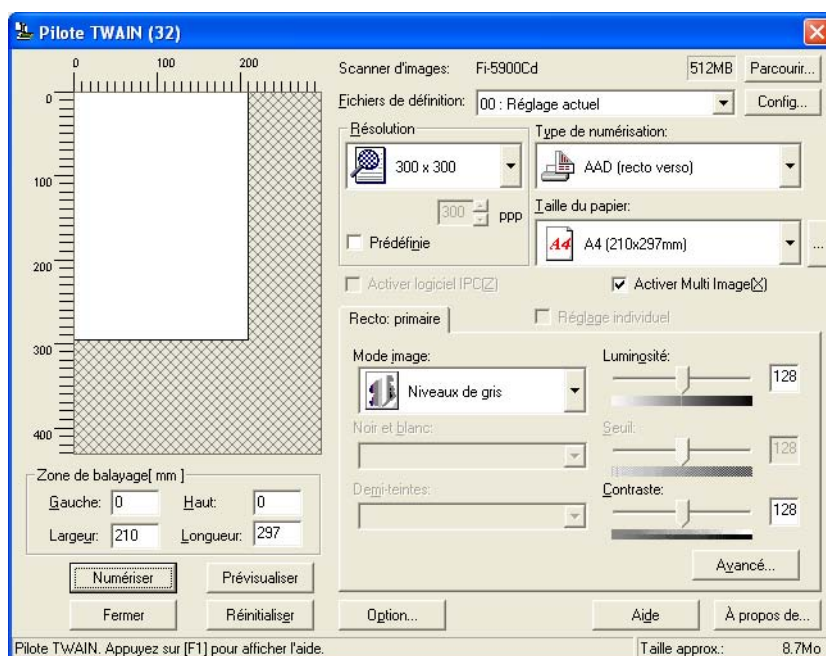 Pilote TWAIN (32)
0 100 200
0
100
200
300
400
Scanner d'images: Fi-5900Cd 512MB Parcourir...
Fichiers de définition: 00 : Réglage actuel Config...
Résolution
300 x 300
300 ppp
Prédéfinie
Type de numérisation:
AAD (recto verso)
Taille du papier:
A4 A4 (210x297mm) ...
Activer logiciel IPC(Z) Activer Multi Image(X)
Recto: primaire Réglage individuel
Mode image:
Niveaux de gris
Noir et blanc:
Demi-teintes:
Luminosité:
128
Seuil:
128
Contraste:
128
Avancé...
Zone de balayage[ mm ]
Gauche: 0 Haut: 0
Largeur: 210 Longueur: 297
Numériser Prévisualiser
Fermer Réinitialiser Option... Aide À propos de...
Pilote TWAIN. Appuyez sur [F1] pour afficher l'aide. Taille approx.: 8.7Mo